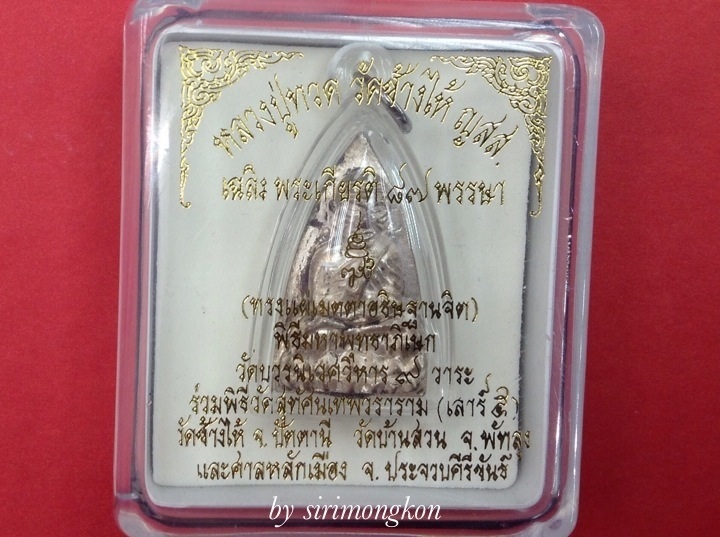 หลวงปู่ทวด วัดช้างให้ ญสส.
เฉลิมพระเกียรติ ๘๗ พรรษา
(ทรงแผ่เมตตาอธิษฐานจิต)
พิธีมหาพุทธาภิเษก
วัดบวรนิเวศวิหาร ๙ วาระ
ร่วมพิธีวัดสุทัศน์เทพวราราม (เสาร์ ๕)
วัดช้างให้ จ.ปัตตานี วัดบ้านสวน จ.พัทลุง
และศาลหลักเมือง จ.ประจวบคีรีขันธ์
by sirimongkon